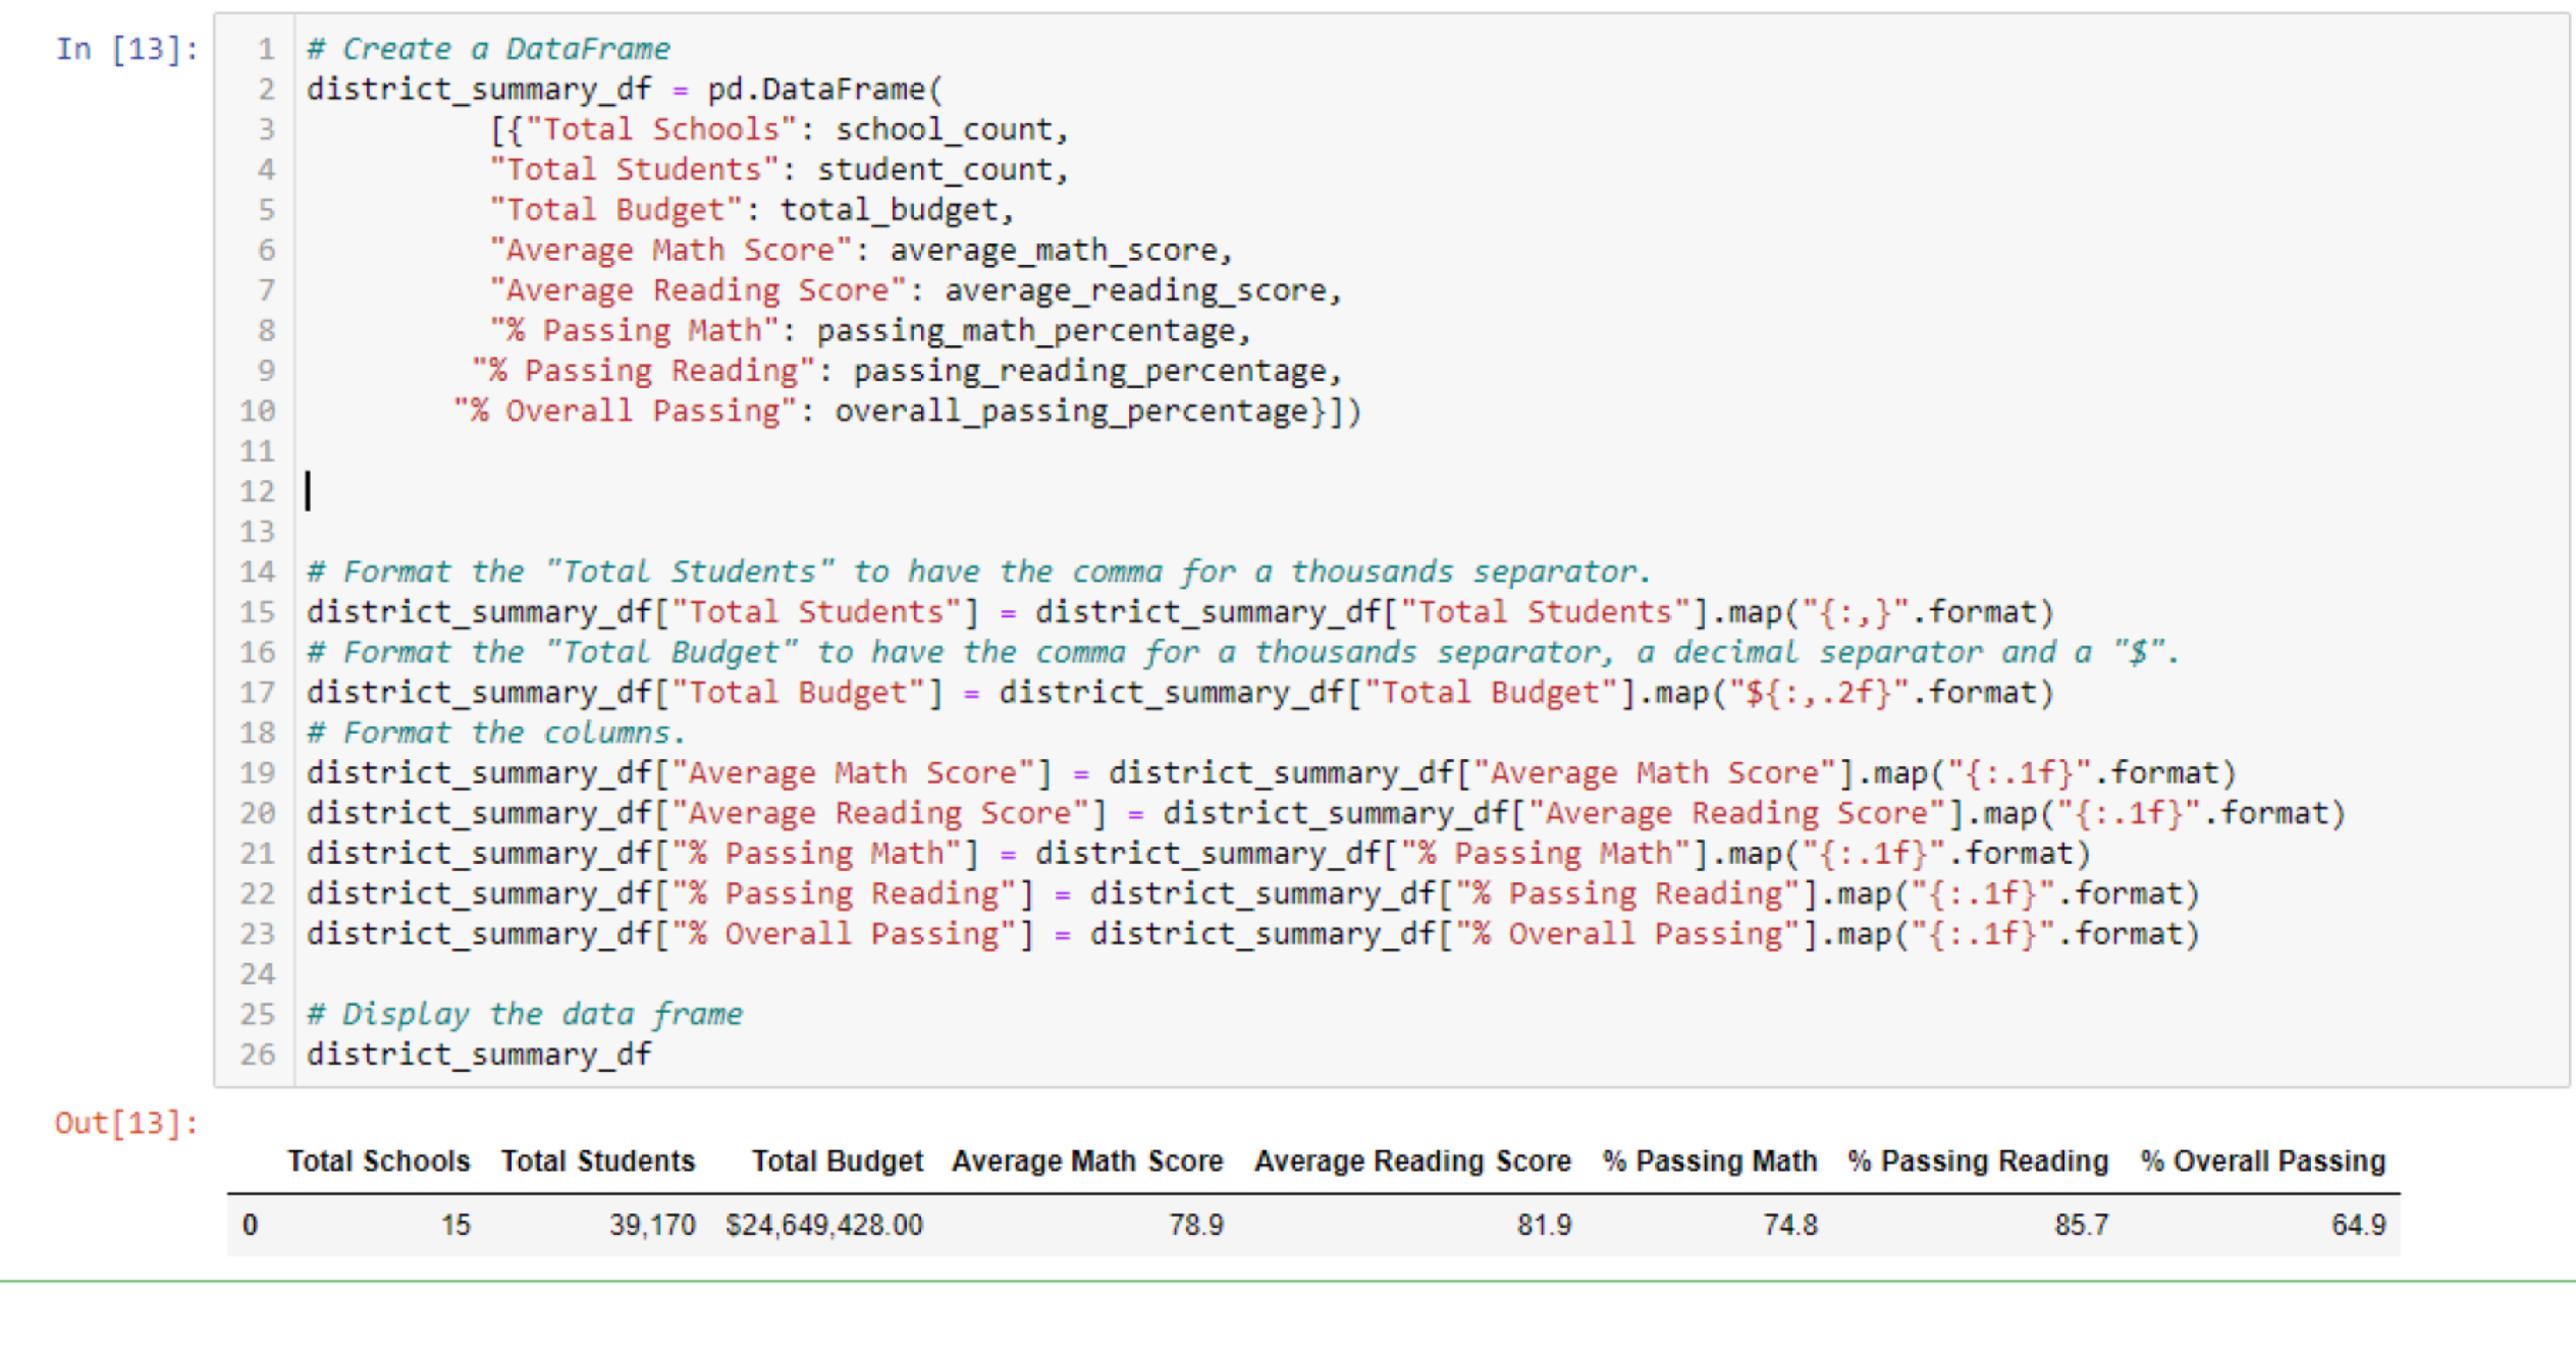 In [13]:
1 # Create a DataFrame
2 district_summary_df = pd.DataFrame(
3           [{"Total Schools": school_count,
4           "Total Students": student_count,
5           "Total Budget": total_budget,
6           "Average Math Score": average_math_score,
7           "Average Reading Score": average_reading_score,
8           "% Passing Math": passing_math_percentage,
9          "% Passing Reading": passing_reading_percentage,
10         "% Overall Passing": overall_passing_percentage}])
11
12
13
14 # Format the "Total Students" to have the comma for a thousands separator.
15 district_summary_df["Total Students"] = district_summary_df["Total Students"].map("{:,}".format)
16 # Format the "Total Budget" to have the comma for a thousands separator, a decimal separator and a "$".
17 district_summary_df["Total Budget"] = district_summary_df["Total Budget"].map("${:,.2f}".format)
18 # Format the columns.
19 district_summary_df["Average Math Score"] = district_summary_df["Average Math Score"].map("{:.1f}".format)
20 district_summary_df["Average Reading Score"] = district_summary_df["Average Reading Score"].map("{:.1f}".format)
21 district_summary_df["% Passing Math"] = district_summary_df["% Passing Math"].map("{:.1f}".format)
22 district_summary_df["% Passing Reading"] = district_summary_df["% Passing Reading"].map("{:.1f}".format)
23 district_summary_df["% Overall Passing"] = district_summary_df["% Overall Passing"].map("{:.1f}".format)
24
25 # Display the data frame
26 district_summary_df
Out[13]:
Total Schools Total Students Total Budget Average Math Score Average Reading Score % Passing Math % Passing Reading % Overall Passing
0 15 39,170 $24,649,428.00 78.9 81.9 74.8 85.7 64.9